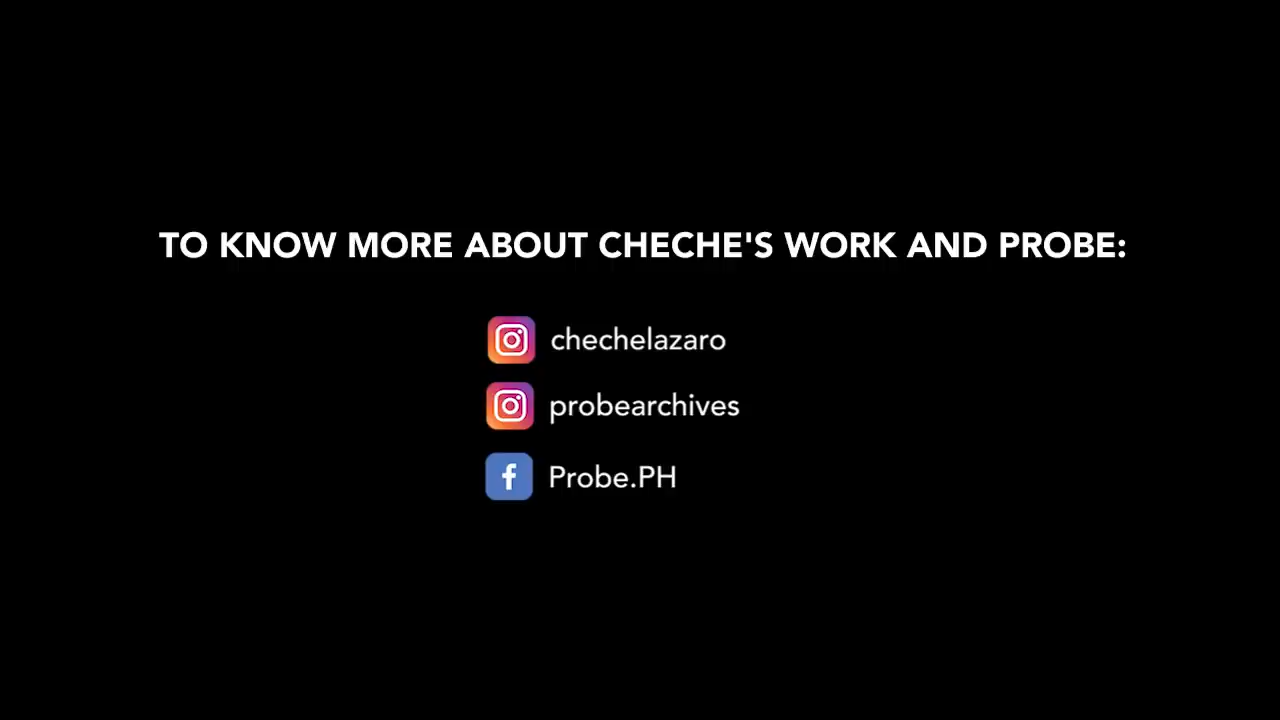 TO KNOW MORE ABOUT CHECHE'S WORK AND PROBE:
chechelazaro
probearchives
Probe.PH